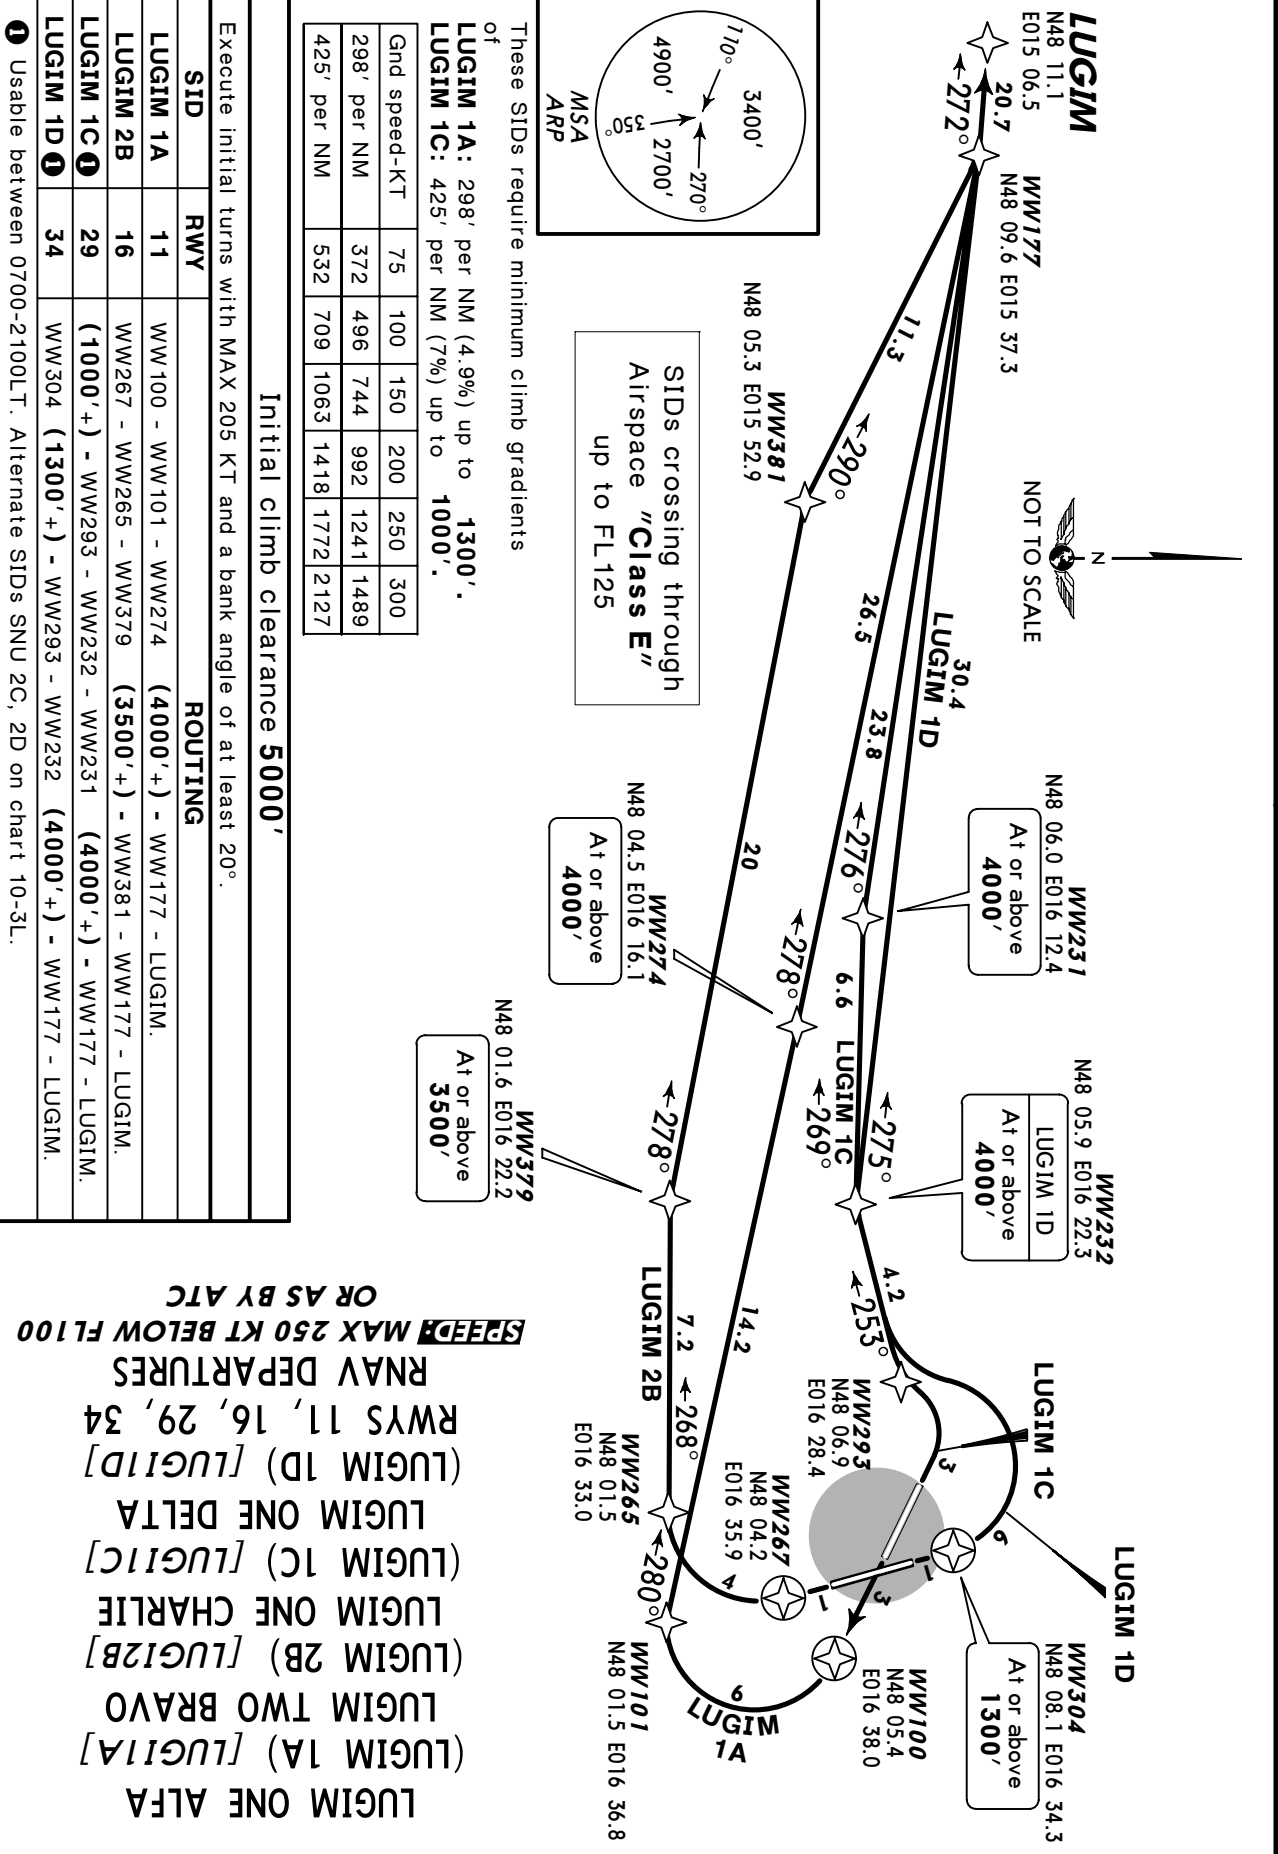 LUGIM ONE ALFA
(LUGIM 1A) [LUGI1A]
LUGIM TWO BRAVO
(LUGIM 2B) [LUGI2B]
LUGIM ONE CHARLIE
(LUGIM 1C) [LUGI1C]
LUGIM ONE DELTA
(LUGIM 1D) [LUGI1D]
RWYS 11, 16, 29, 34
RNAV DEPARTURES
SPEED: MAX 250 KT BELOW FL100
OR AS BY ATC
LUGIM
N48 11.1
E015 06.5
20.7
272°
WW177
N48 09.6 E015 37.3
NOT TO SCALE
N
30.4
LUGIM 1D
23.8
26.5
11.3
290°
WW381
N48 05.3 E015 52.9
20
WW231
N48 06.0 E016 12.4
At or above
4000'
276°
6.6
LUGIM 1C
269°
275°
WW232
N48 05.9 E016 22.3
LUGIM 1D
At or above
4000'
4.2
253°
WW293
N48 06.9
E016 28.4
LUGIM 1C
3
LUGIM 1D
6
WW304
N48 08.1 E016 34.3
At or above
1300'
1
3
1
WW100
N48 05.4
E016 38.0
WW267
N48 04.2
E016 35.9
4
6
LUGIM
1A
WW101
N48 01.5 E016 36.8
280°
WW265
N48 01.5
E016 33.0
268°
7.2
LUGIM 2B
14.2
278°
WW274
N48 04.5 E016 16.1
At or above
4000'
278°
WW379
N48 01.6 E016 22.2
At or above
3500'
SIDs crossing through
Airspace "Class E"
up to FL125
3400'
110°
4900'
350°
2700'
270°
MSA
ARP
These SIDs require minimum climb gradients
of
LUGIM 1A: 298' per NM (4.9%) up to 1300'.
LUGIM 1C: 425' per NM (7%) up to 1000'.
Gnd speed-KT 75 100 150 200 250 300
298' per NM 372 496 744 992 1241 1489
425' per NM 532 709 1063 1418 1772 2127
Initial climb clearance 5000'
Execute initial turns with MAX 205 KT and a bank angle of at least 20°.
SID RWY ROUTING
LUGIM 1A 11 WW100 - WW101 - WW274 (4000'+) - WW177 - LUGIM.
LUGIM 2B 16 WW267 - WW265 - WW379 (3500'+) - WW381 - WW177 - LUGIM.
LUGIM 1C ❶ 29 (1000'+) - WW293 - WW232 - WW231 (4000'+) - WW177 - LUGIM.
LUGIM 1D ❶ 34 WW304 (1300'+) - WW293 - WW232 (4000'+) - WW177 - LUGIM.
❶ Usable between 0700-2100LT. Alternate SIDs SNU 2C, 2D on chart 10-3L.